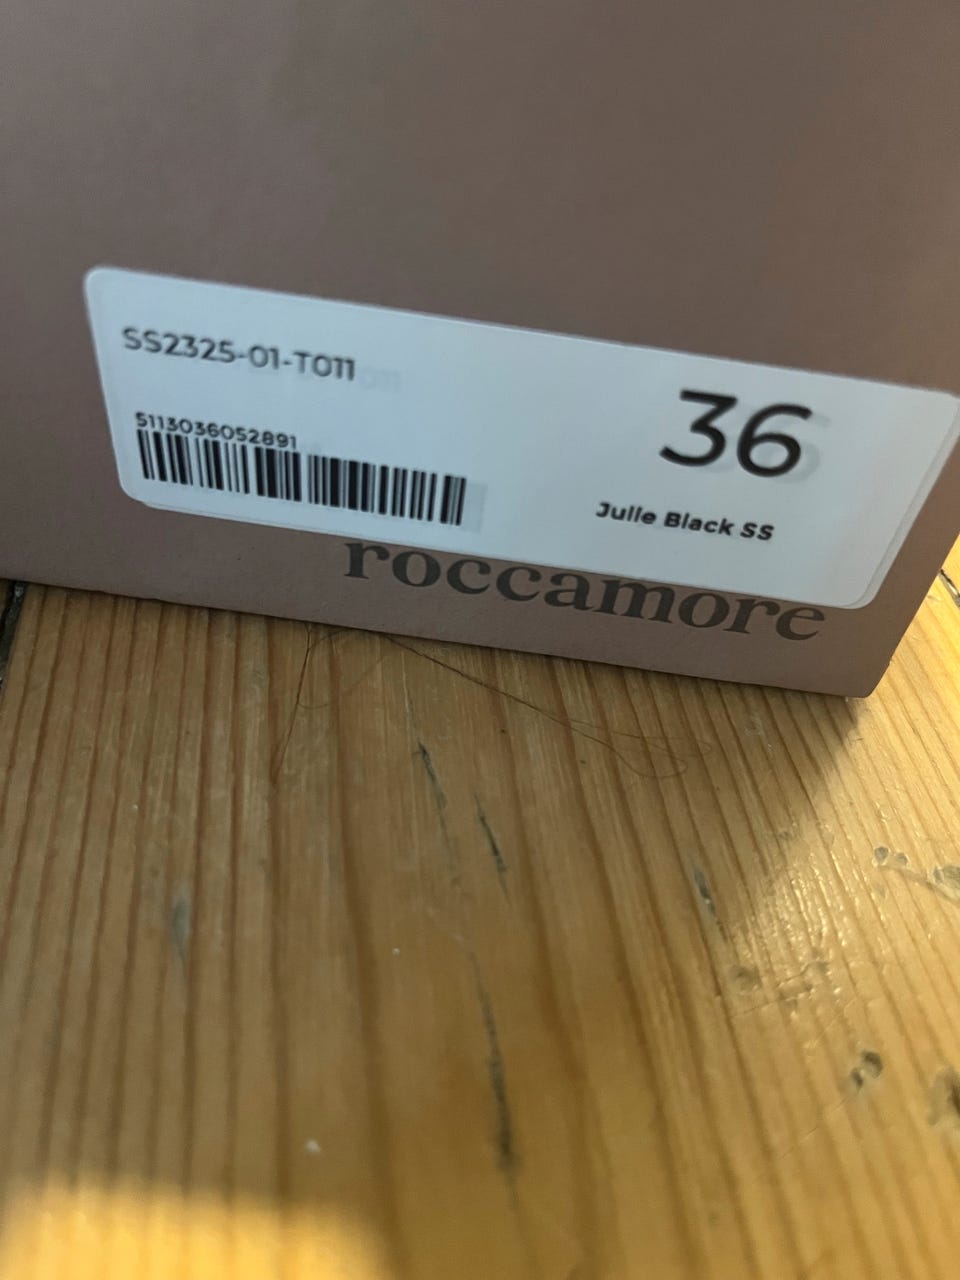 SS2325-01-T011
5113036052891
36
Julie Black SS
roccamore